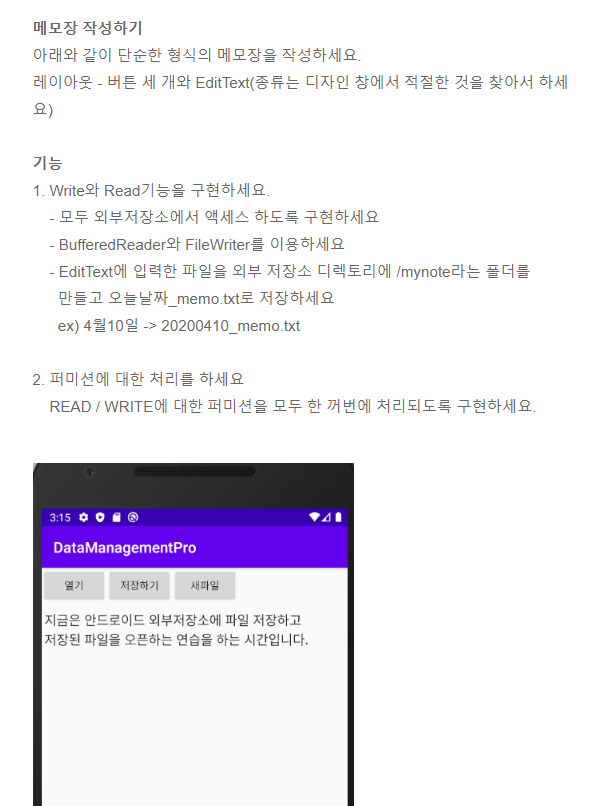 메모장 작성하기
아래와 같이 단순한 형식의 메모장을 작성하세요.
레이아웃 - 버튼 세 개와 EditText(종류는 디자인 창에서 적절한 것을 찾아서 하세
요)
기능
1. Write와 Read기능을 구현하세요.
- 모두 외부저장소에서 액세스 하도록 구현하세요
- BufferedReader와 FileWriter를 이용하세요
- EditText에 입력한 파일을 외부 저장소 디렉토리에 /mynote라는 폴더를
만들고 오늘날짜_memo.txt로 저장하세요
ex) 4월10일 -> 20200410_memo.txt
2. 퍼미션에 대한 처리를 하세요
READ / WRITE에 대한 퍼미션을 모두 한 꺼번에 처리되도록 구현하세요.
3:15
DataManagementPro
열기 저장하기 새파일
지금은 안드로이드 외부저장소에 파일 저장하고
저장된 파일을 오픈하는 연습을 하는 시간입니다.